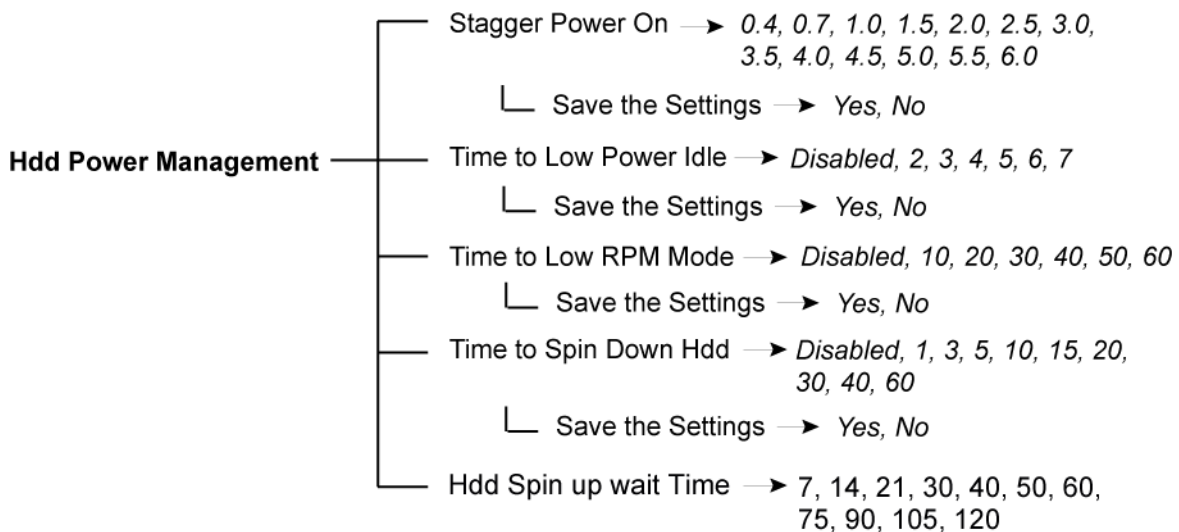 Stagger Power On 0.4, 0.7, 1.0, 1.5, 2.0, 2.5, 3.0,
3.5, 4.0, 4.5, 5.0, 5.5, 6.0
Save the Settings Yes, No
Hdd Power Management Time to Low Power Idle Disabled, 2, 3, 4, 5, 6, 7
Save the Settings Yes, No
Time to Low RPM Mode Disabled, 10, 20, 30, 40, 50, 60
Save the Settings Yes, No
Time to Spin Down Hdd Disabled, 1, 3, 5, 10, 15, 20,
30, 40, 60
Save the Settings Yes, No
Hdd Spin up wait Time 7, 14, 21, 30, 40, 50, 60,
75, 90, 105, 120